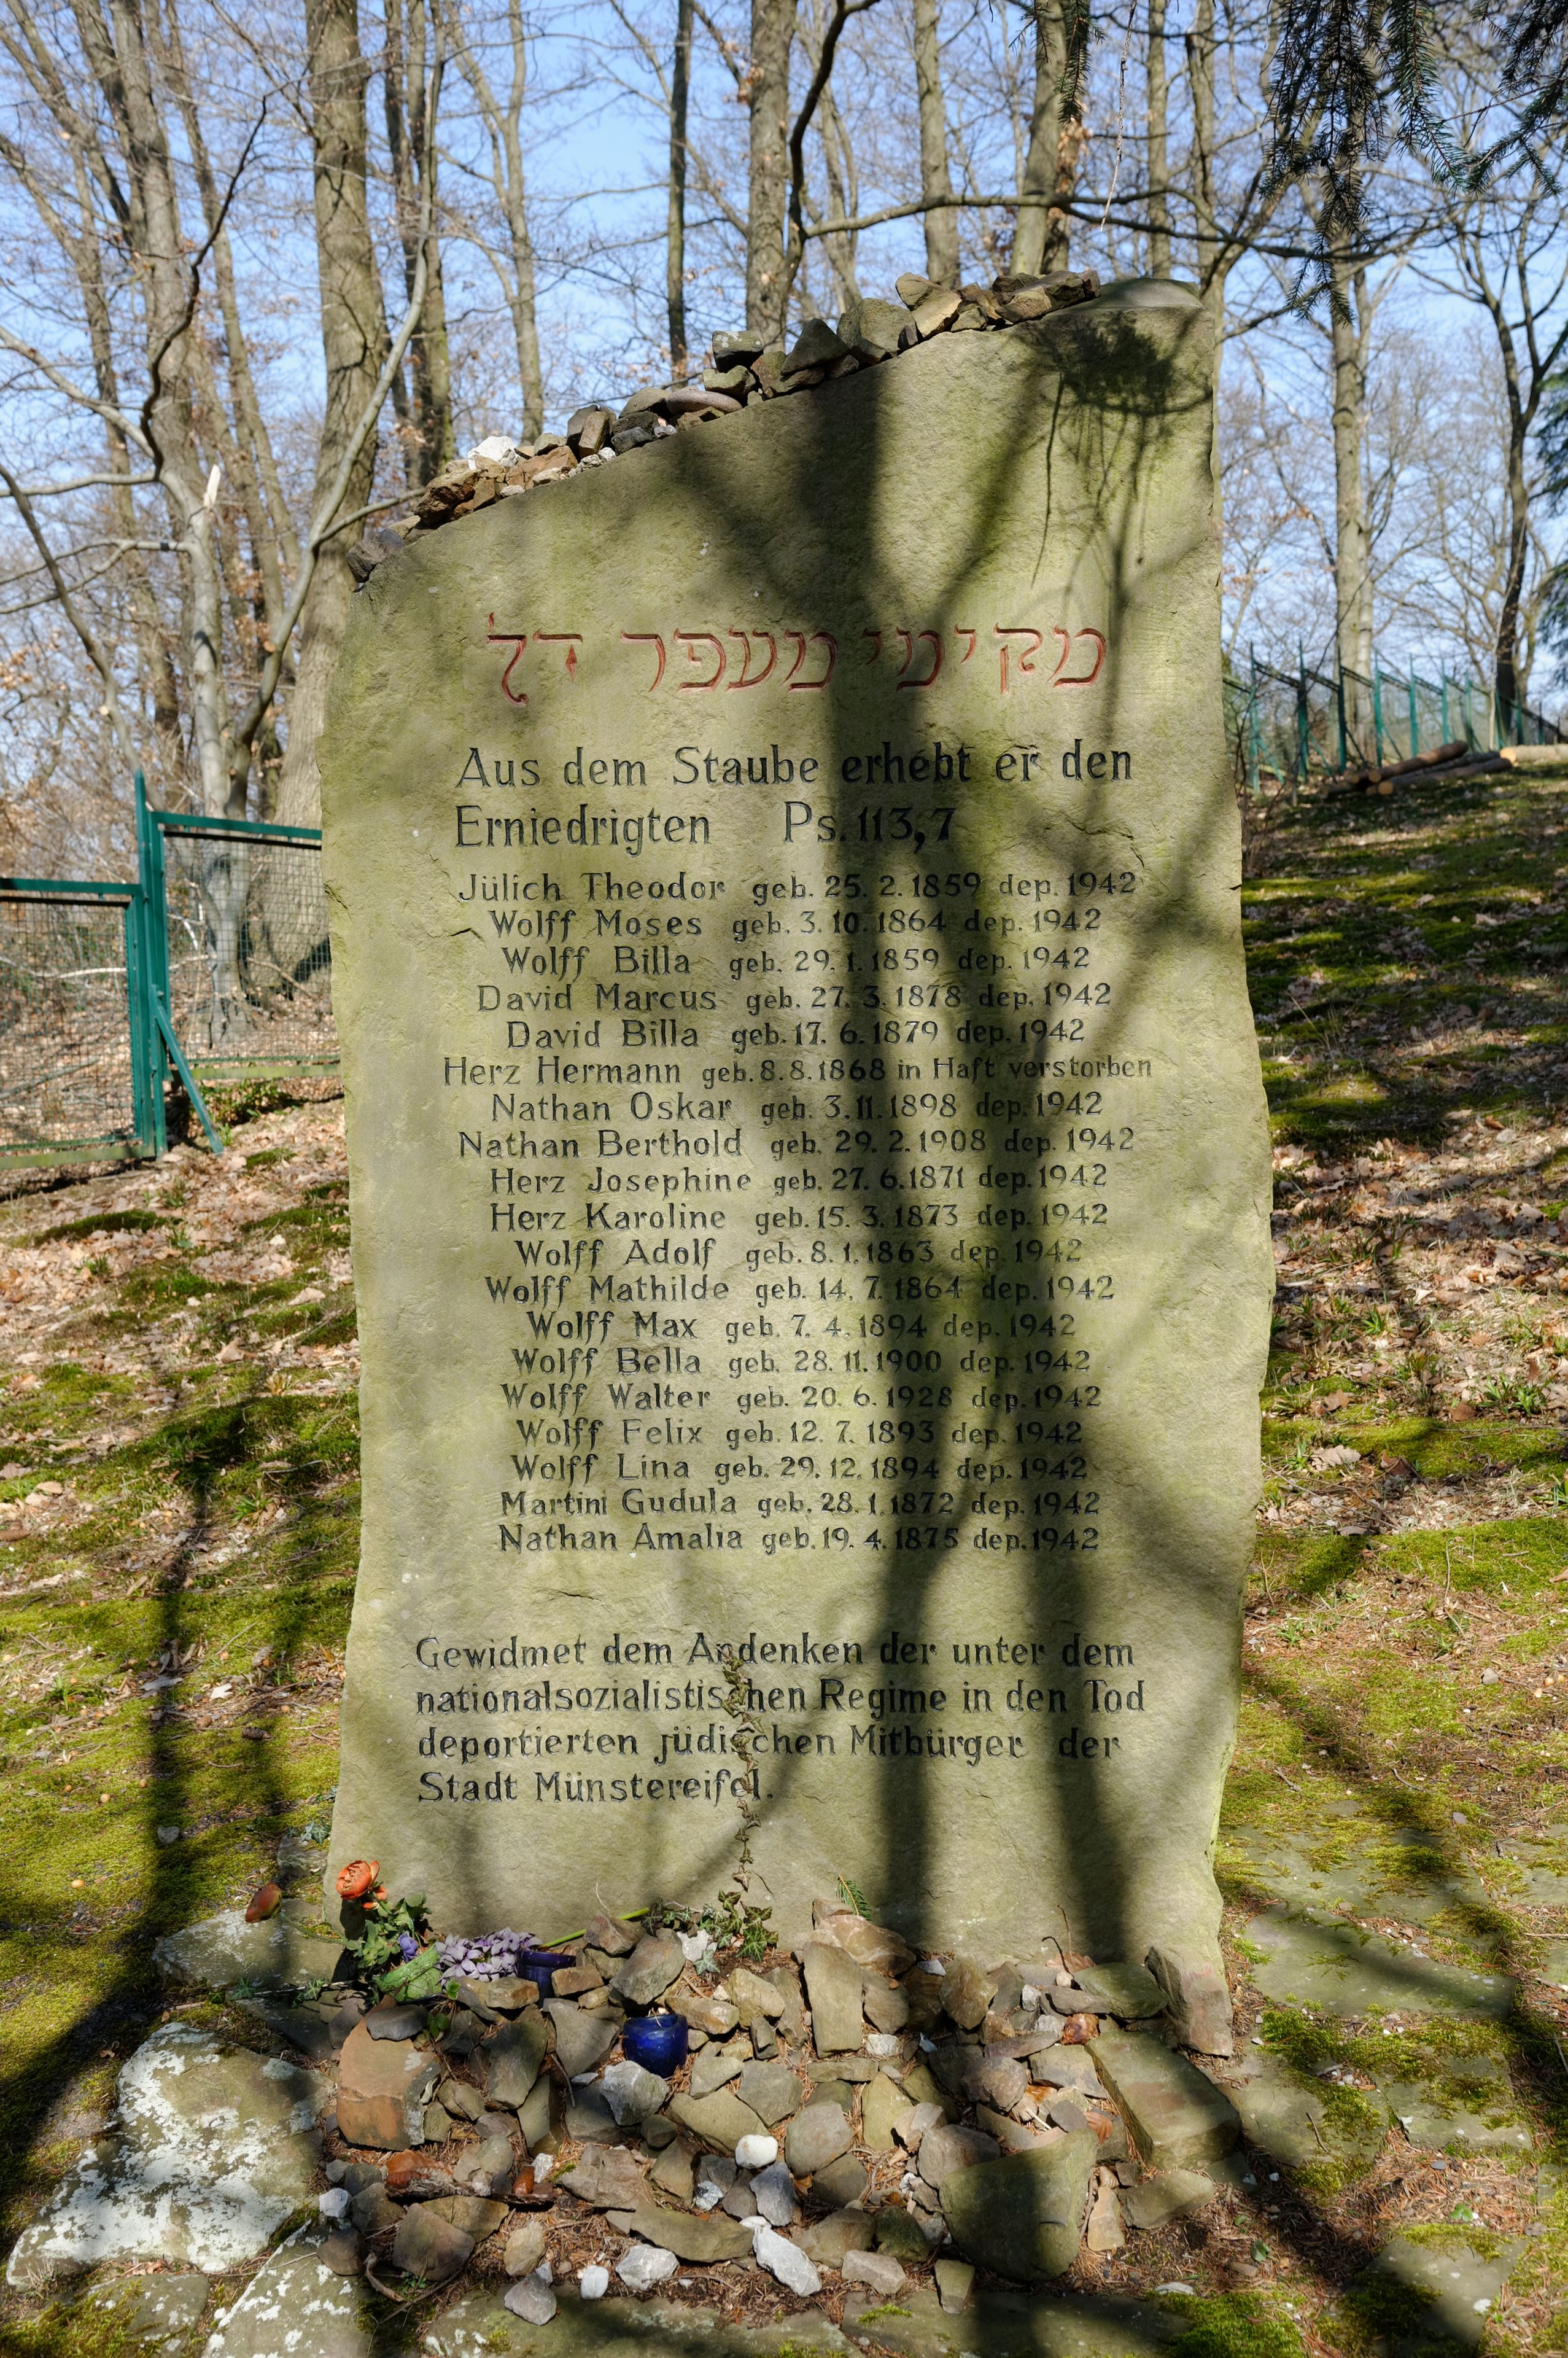 מקימי מעפר דל
Aus dem Staube erhebt er den
Erniedrigten Ps. 113,7
Jülich Theodor geb. 25. 2. 1859 dep. 1942
Wolff Moses geb. 3. 10. 1864 dep. 1942
Wolff Billa geb. 29. 1. 1859 dep. 1942
David Marcus geb. 27. 3. 1878 dep. 1942
David Billa geb. 17. 6. 1879 dep. 1942
Herz Hermann geb. 8. 8. 1868 in Haft verstorben
Nathan Oskar geb. 3. 11. 1898 dep. 1942
Nathan Berthold geb. 29. 2. 1908 dep. 1942
Herz Josephine geb. 27. 6. 1871 dep. 1942
Herz Karoline geb. 15. 3. 1873 dep. 1942
Wolff Adolf geb. 8. 1. 1863 dep. 1942
Wolff Mathilde geb. 14. 7. 1864 dep. 1942
Wolff Max geb. 7. 4. 1894 dep. 1942
Wolff Bella geb. 28. 11. 1900 dep. 1942
Wolff Walter geb. 20. 6. 1928 dep. 1942
Wolff Felix geb. 12. 7. 1893 dep. 1942
Wolff Lina geb. 29. 12. 1894 dep. 1942
Martini Gudula geb. 28. 1. 1872 dep. 1942
Nathan Amalia geb. 19. 4. 1875 dep. 1942
Gewidmet dem Andenken der unter dem
nationalsozialistischen Regime in den Tod
deportierten jüdischen Mitbürger der
Stadt Münstereifel.